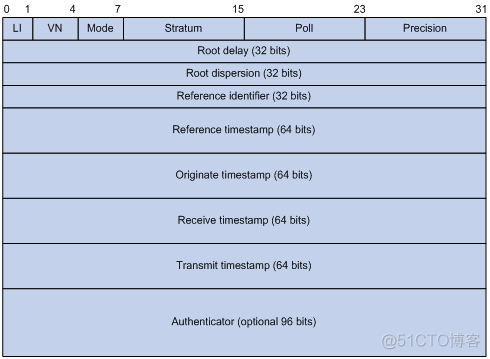 0 1 4 7 15 23 31
LI VN Mode Stratum Poll Precision
Root delay (32 bits)
Root dispersion (32 bits)
Reference identifier (32 bits)
Reference timestamp (64 bits)
Originate timestamp (64 bits)
Receive timestamp (64 bits)
Transmit timestamp (64 bits)
Authenticator (optional 96 bits)
@51CTO博客